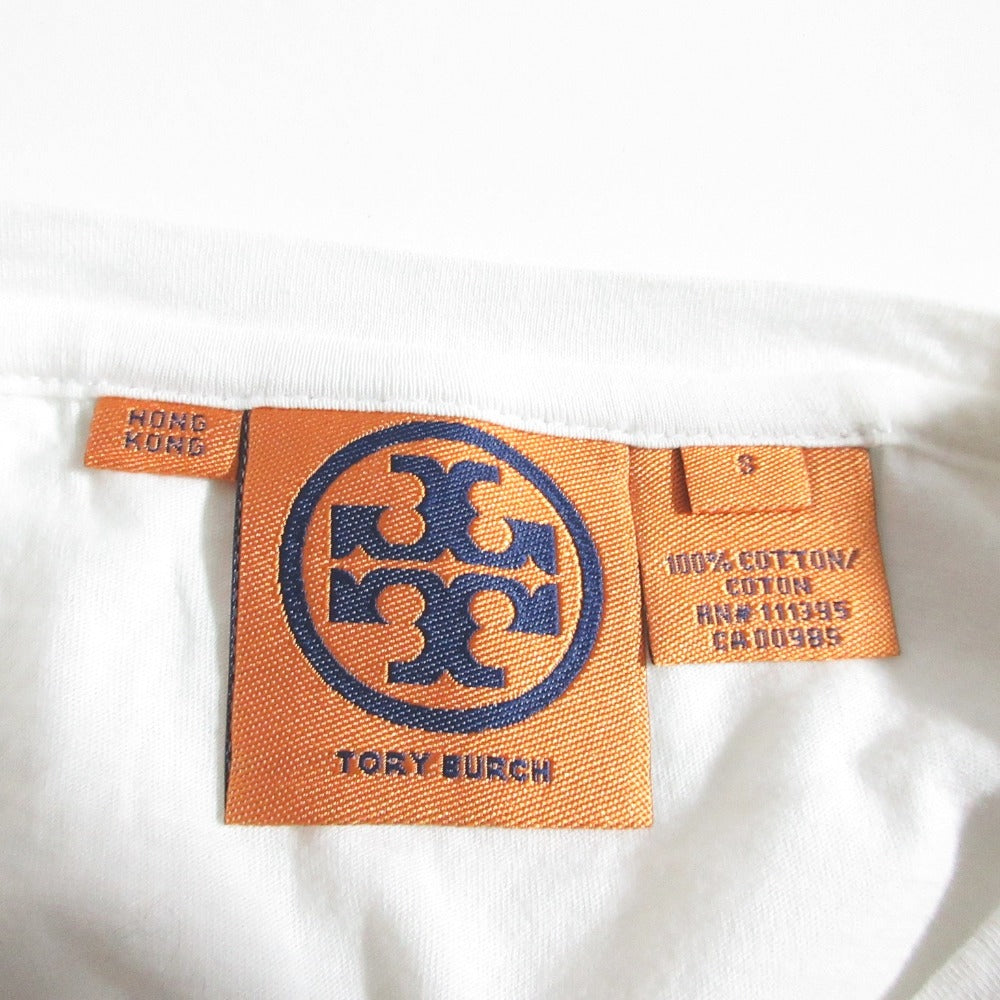 HONG
KONG
TORY BURCH
S
100% COTTON/
COTON
RN# 111395
CA 00985